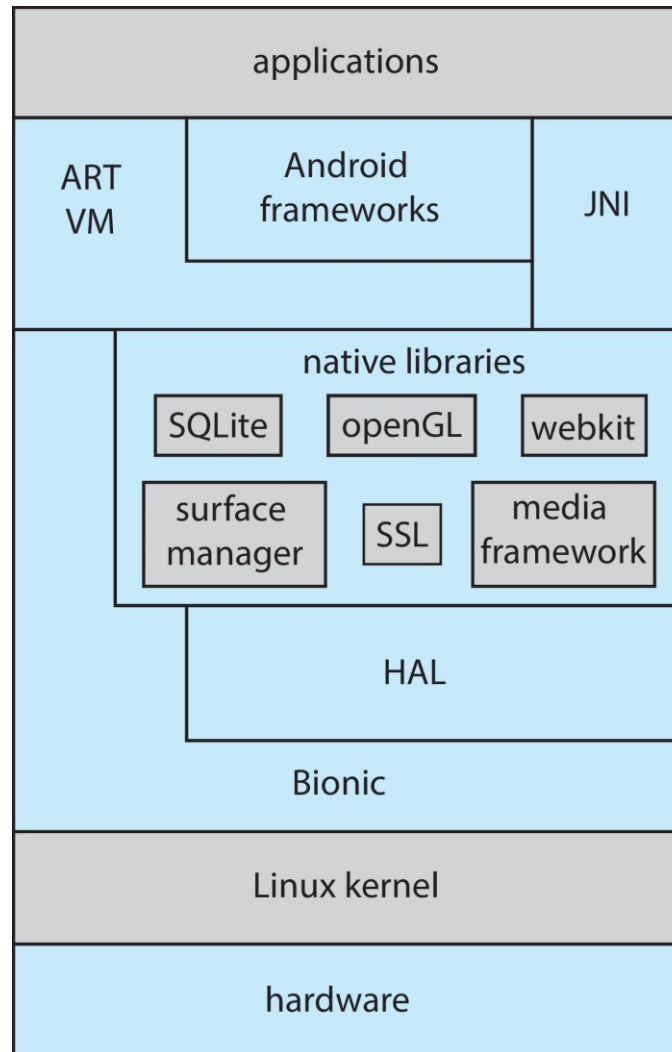 applications
ART
VM
Android
frameworks
JNI
native libraries
SQLite
openGL
webkit
surface
manager
SSL
media
framework
HAL
Bionic
Linux kernel
hardware